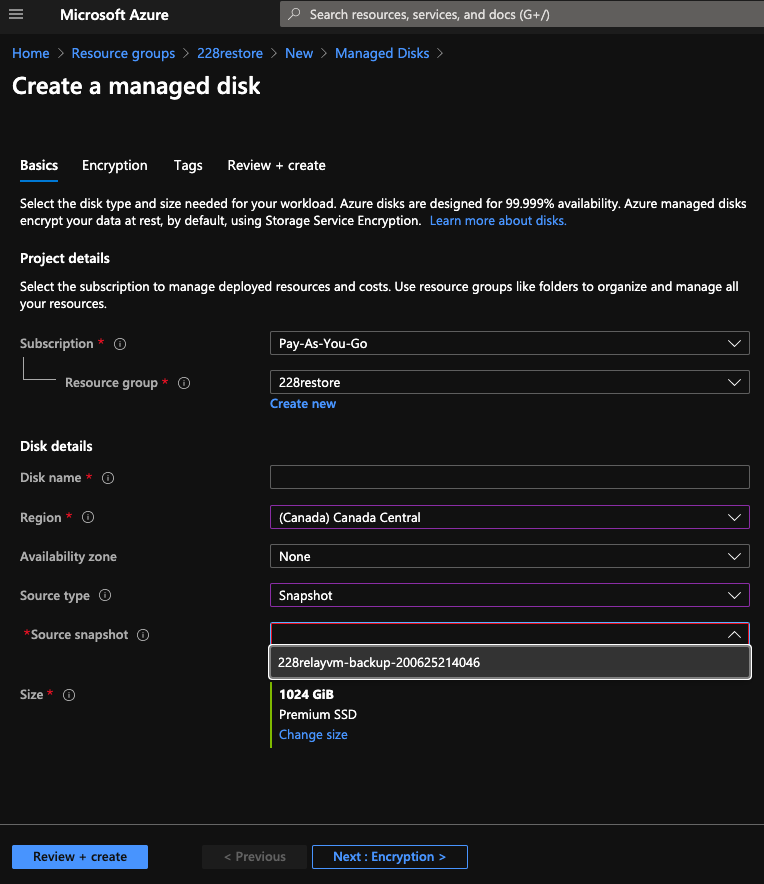 Microsoft Azure
Search resources, services, and docs (G+/)
Home > Resource groups > 228restore > New > Managed Disks >
Create a managed disk
Basics Encryption Tags Review + create
Select the disk type and size needed for your workload. Azure disks are designed for 99.999% availability. Azure managed disks
encrypt your data at rest, by default, using Storage Service Encryption. Learn more about disks.
Project details
Select the subscription to manage deployed resources and costs. Use resource groups like folders to organize and manage all
your resources.
Subscription *
Pay-As-You-Go
Resource group *
228restore
Create new
Disk details
Disk name *
Region *
(Canada) Canada Central
Availability zone
None
Source type
Snapshot
*Source snapshot
228relayvm-backup-200625214046
Size *
1024 GiB
Premium SSD
Change size
Review + create
< Previous
Next : Encryption >